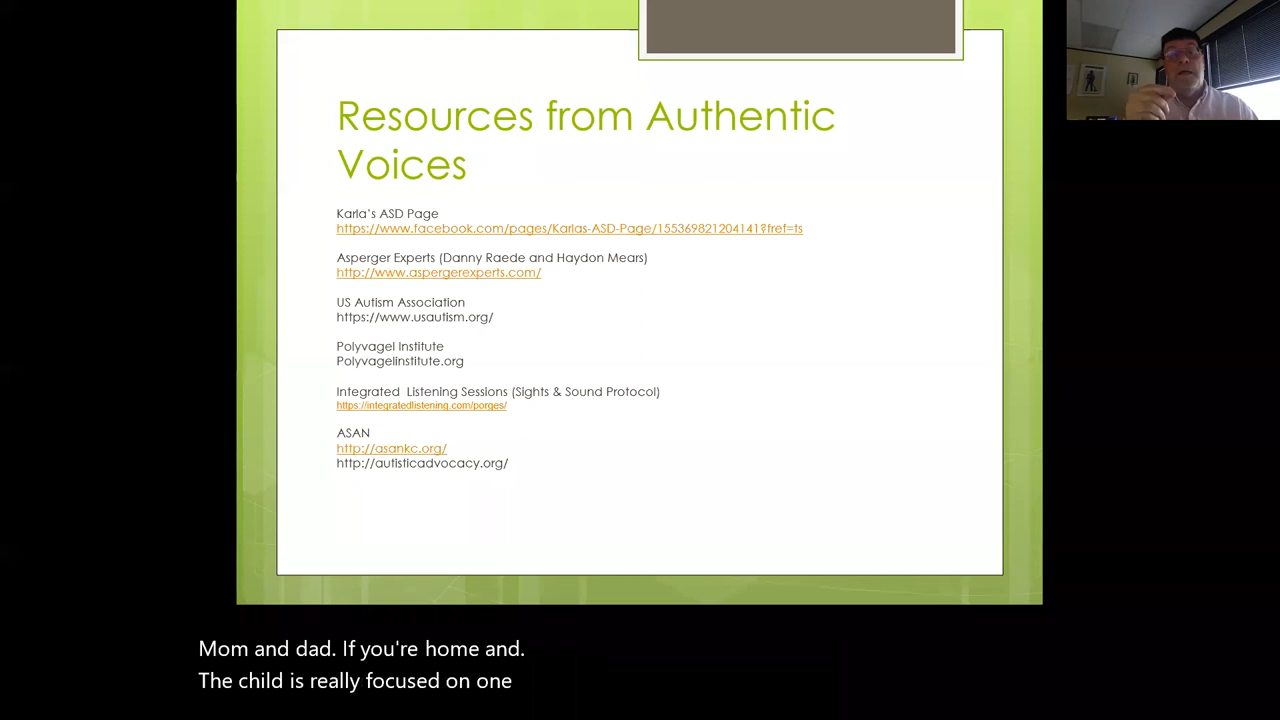 Resources from Authentic
Voices
Karla's ASD Page
https://www.facebook.com/pages/Karlas-ASD-Page/155369821204141?fref=ts
Asperger Experts (Danny Raede and Haydon Mears)
http://www.aspergerexperts.com/
US Autism Association
https://www.usautism.org/
Polyvagel Institute
Polyvagelinstitute.org
Integrated  Listening Sessions (Sights & Sound Protocol)
https://integratedlistening.com/porges/
ASAN
http://asankc.org/
http://autisticadvocacy.org/
Mom and dad. If you're home and.
The child is really focused on one